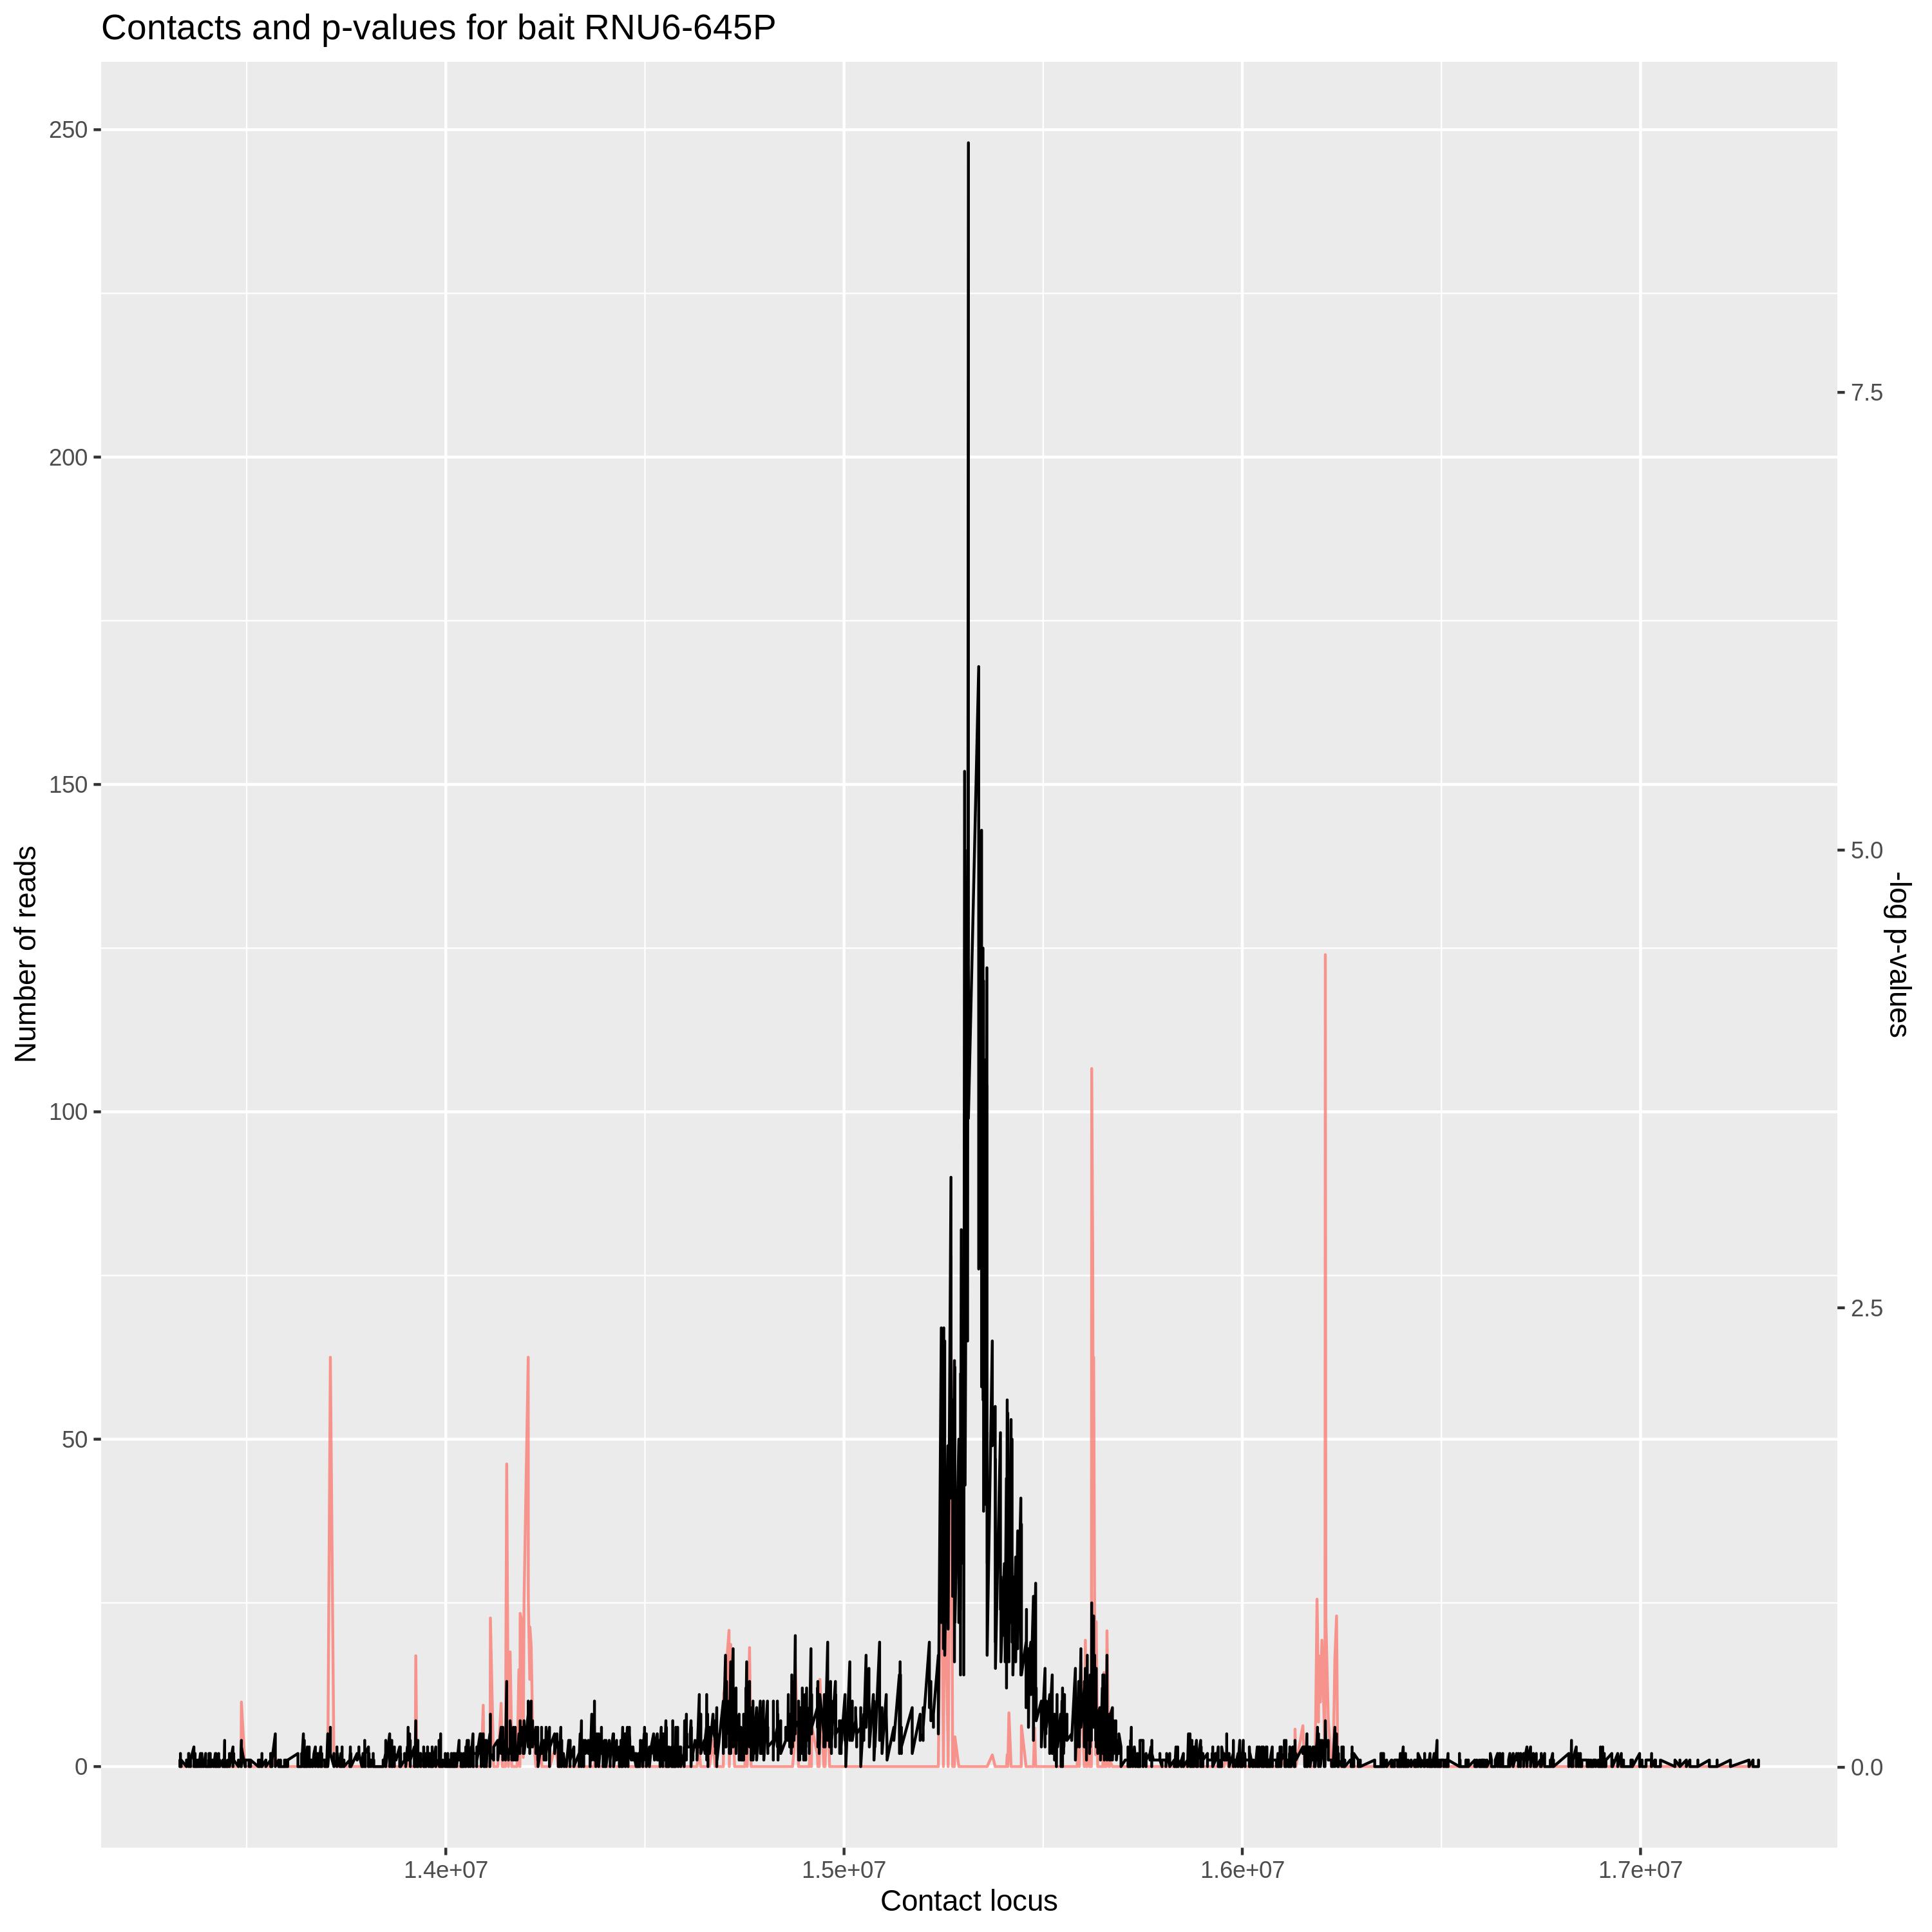 Contacts and p-values for bait RNU6-645P
250
200
150
100
50
0
Number of reads
7.5
5.0
2.5
0.0
-log p-values
1.4e+07
1.5e+07
1.6e+07
1.7e+07
Contact locus